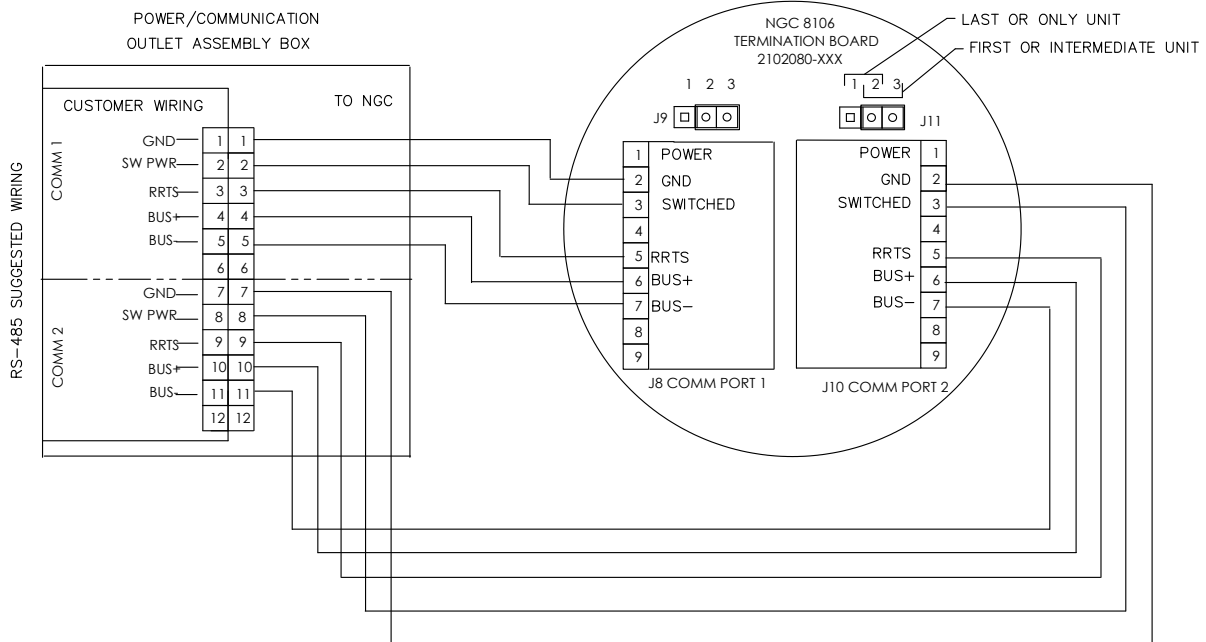 POWER/COMMUNICATION
OUTLET ASSEMBLY BOX
RS-485 SUGGESTED WIRING
CUSTOMER WIRING
TO NGC
COMM 1
GND 1 1
SW PWR 2 2
RRTS 3 3
BUS+ 4 4
BUS- 5 5
6 6
COMM 2
GND 7 7
SW PWR 8 8
RRTS 9 9
BUS+ 10 10
BUS- 11 11
12 12
NGC 8106
TERMINATION BOARD
2102080-XXX
LAST OR ONLY UNIT
FIRST OR INTERMEDIATE UNIT
1 2 3
J9
1 2 3
J11
1 POWER
2 GND
3 SWITCHED
4
5 RRTS
6 BUS+
7 BUS-
8
9
J8 COMM PORT 1
POWER 1
GND 2
SWITCHED 3
4
RRTS 5
BUS+ 6
BUS- 7
8
9
J10 COMM PORT 2